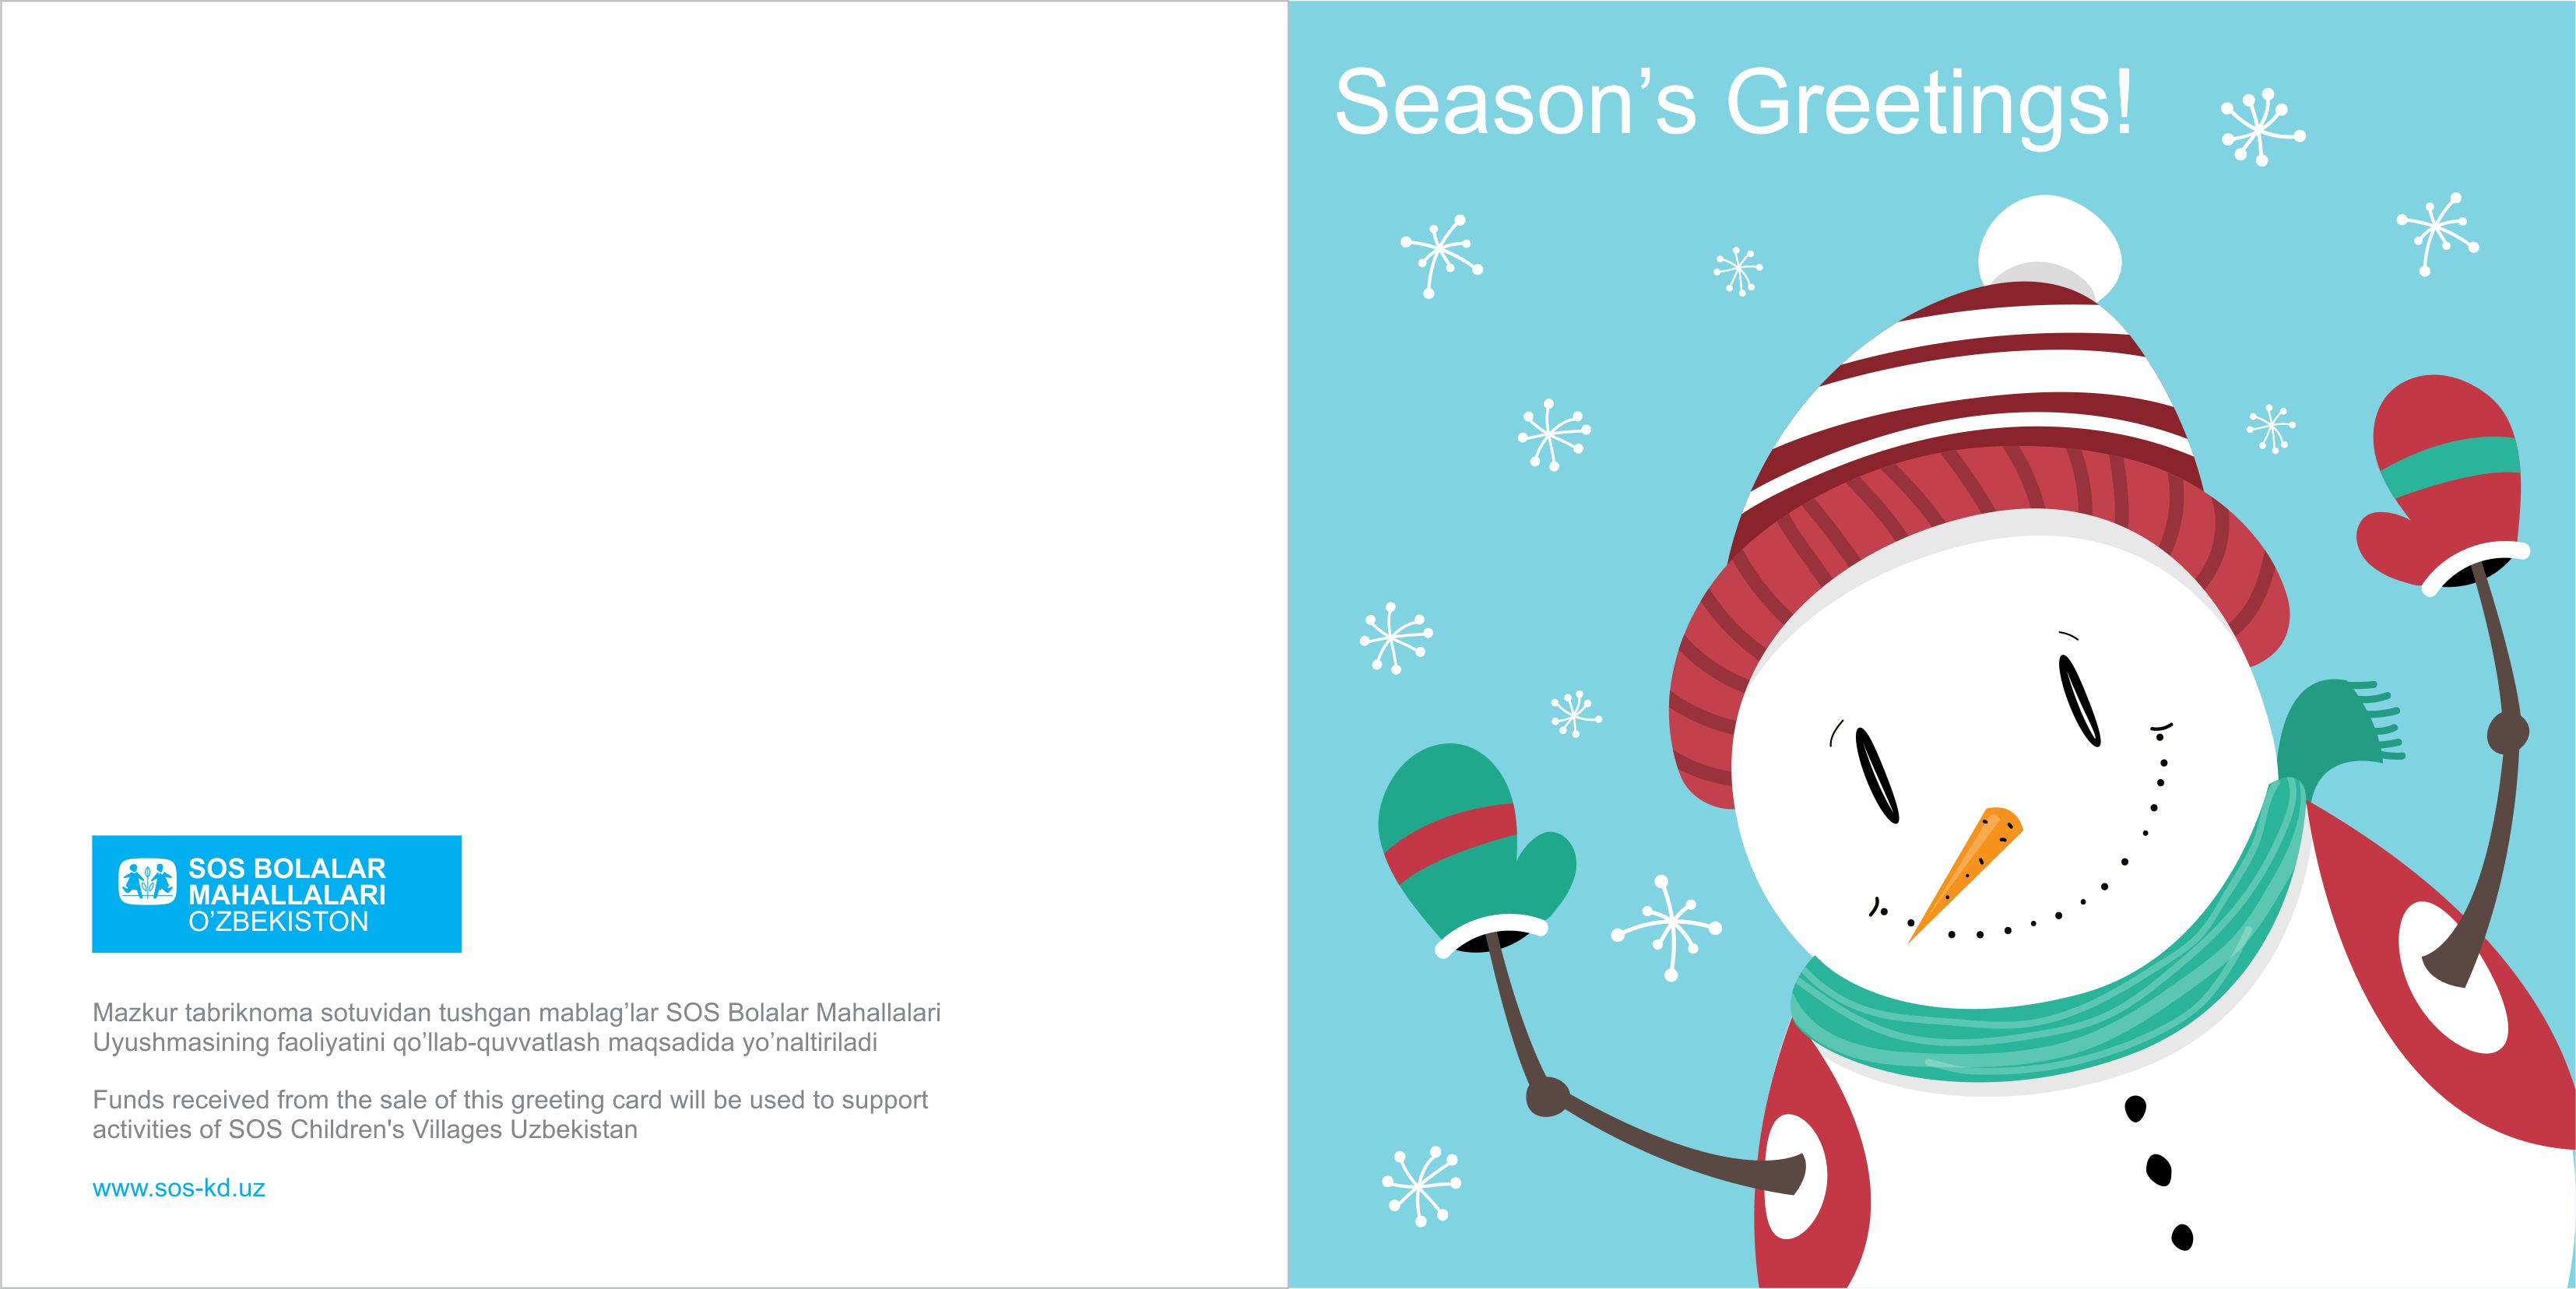 Season’s Greetings!
SOS BOLALAR
MAHALLALARI
O’ZBEKISTON
Mazkur tabriknoma sotuvidan tushgan mablag’lar SOS Bolalar Mahallalari
Uyushmasining faoliyatini qo’llab-quvvatlash maqsadida yo’naltiriladi
Funds received from the sale of this greeting card will be used to support
activities of SOS Children's Villages Uzbekistan
www.sos-kd.uz